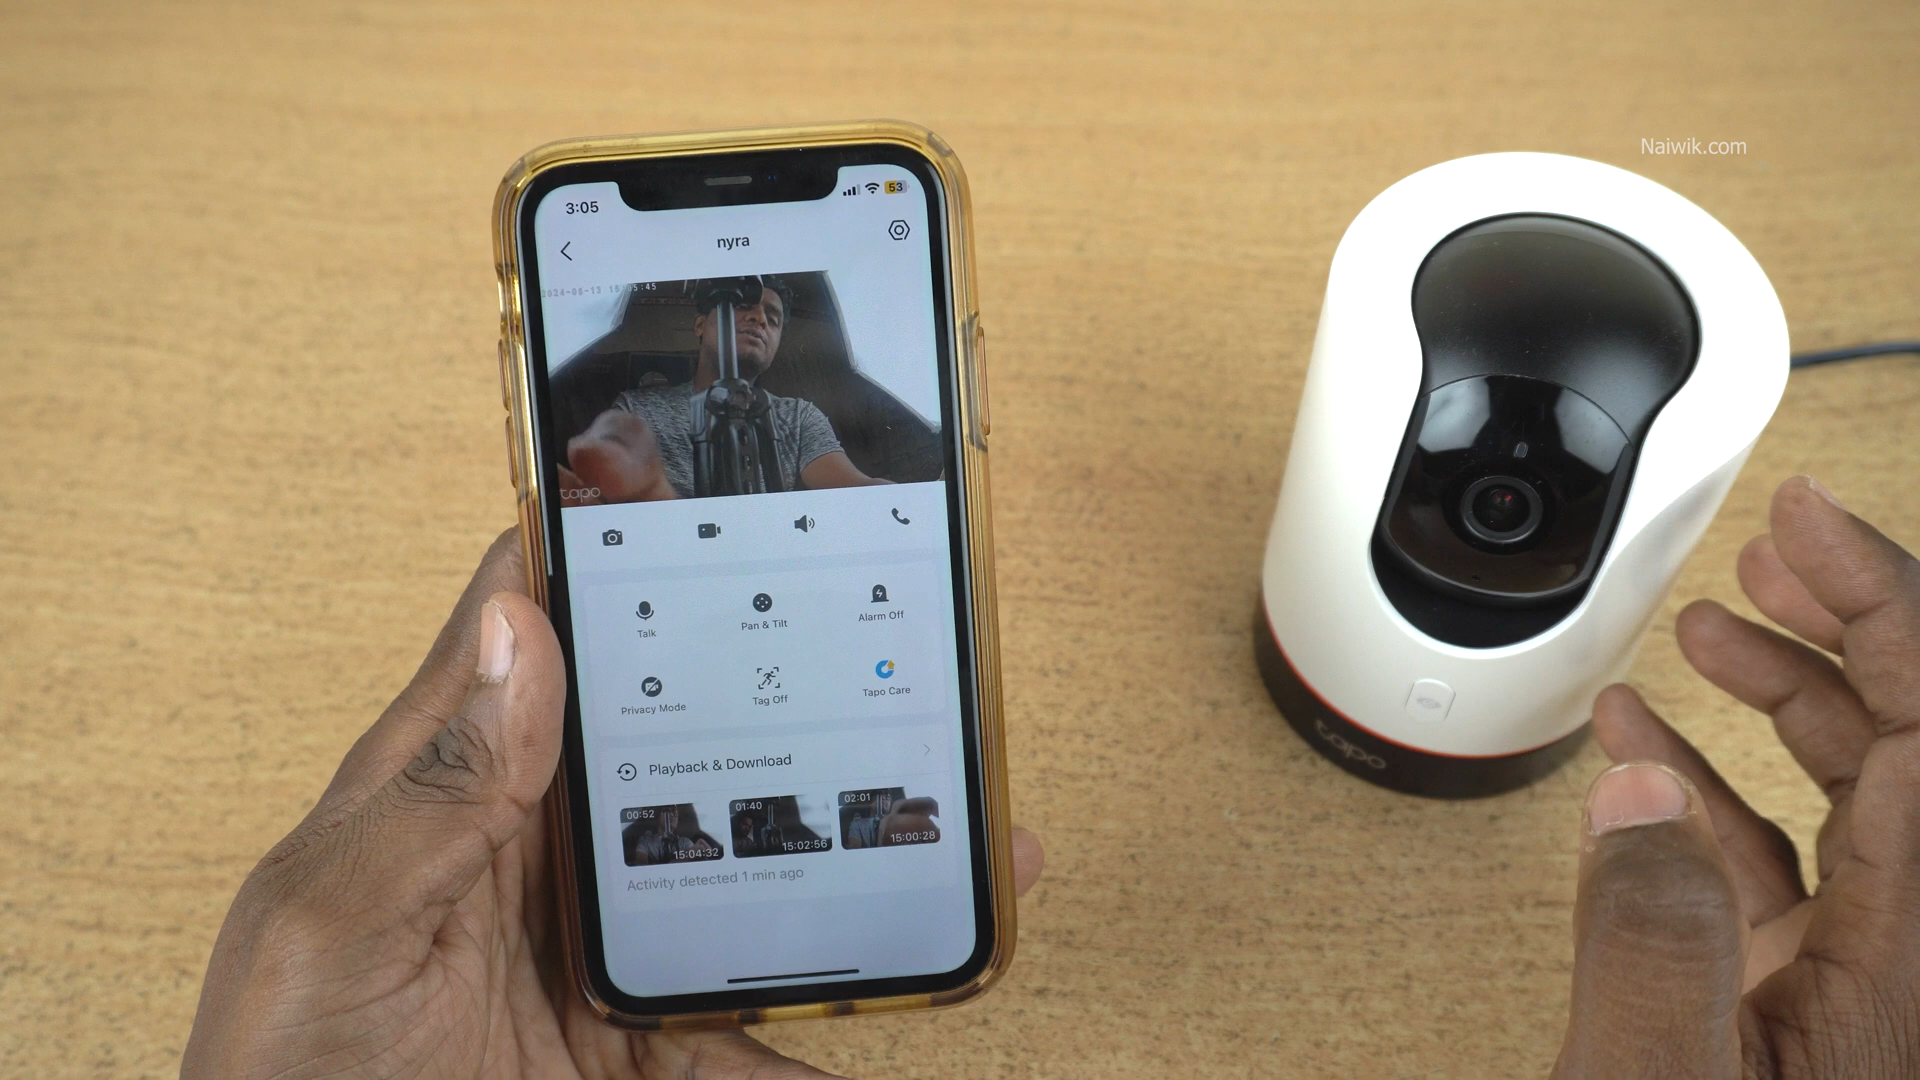 Naiwik.com
3:05
53
nyra
tapo
Talk
Pan & Tilt
Alarm Off
Privacy Mode
Tag Off
Tapo Care
Playback & Download
00:52
15:04:32
01:40
15:02:56
02:01
15:00:28
Activity detected 1 min ago
tapo